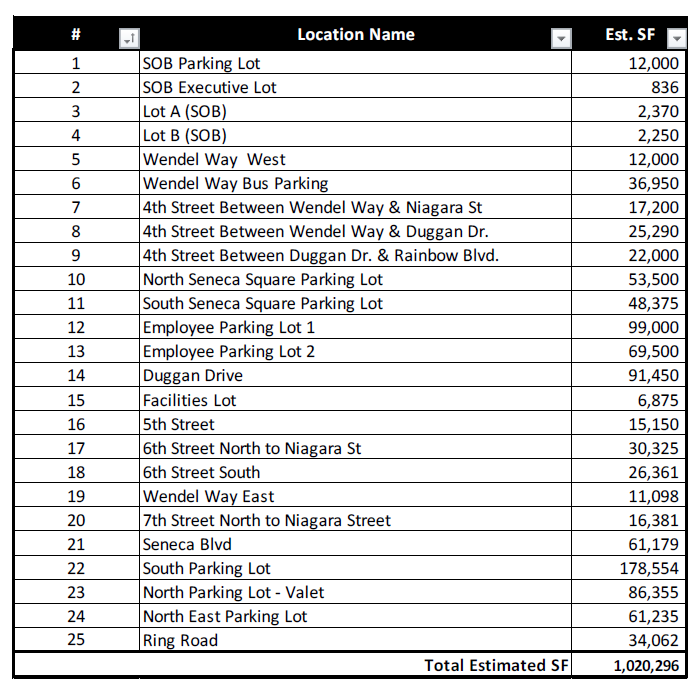 # Location Name Est. SF
1 SOB Parking Lot 12,000
2 SOB Executive Lot 836
3 Lot A (SOB) 2,370
4 Lot B (SOB) 2,250
5 Wendel Way  West 12,000
6 Wendel Way Bus Parking 36,950
7 4th Street Between Wendel Way & Niagara St 17,200
8 4th Street Between Wendel Way & Duggan Dr. 25,290
9 4th Street Between Duggan Dr. & Rainbow Blvd. 22,000
10 North Seneca Square Parking Lot 53,500
11 South Seneca Square Parking Lot 48,375
12 Employee Parking Lot 1 99,000
13 Employee Parking Lot 2 69,500
14 Duggan Drive 91,450
15 Facilities Lot 6,875
16 5th Street 15,150
17 6th Street North to Niagara St 30,325
18 6th Street South 26,361
19 Wendel Way East 11,098
20 7th Street North to Niagara Street 16,381
21 Seneca Blvd 61,179
22 South Parking Lot 178,554
23 North Parking Lot - Valet 86,355
24 North East Parking Lot 61,235
25 Ring Road 34,062
Total Estimated SF 1,020,296